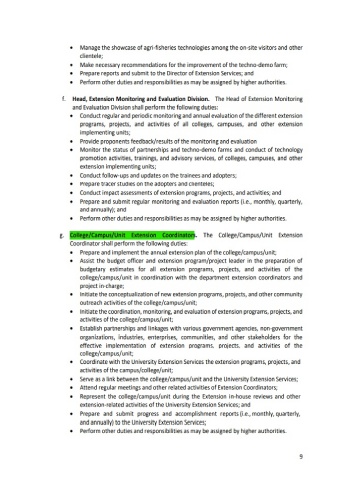 • Manage the showcase of agri-fisheries technologies among the on-site visitors and other
clientele;
• Make necessary recommendations for the improvement of the techno-demo farm;
• Prepare reports and submit to the Director of Extension Services; and
• Perform other duties and responsibilities as may be assigned by higher authorities.
f. Head, Extension Monitoring and Evaluation Division. The Head of Extension Monitoring
and Evaluation Division shall perform the following duties:
• Conduct regular and periodic monitoring and annual evaluation of the different extension
programs, projects, and activities of all colleges, campuses, and other extension
implementing units;
• Provide proponents feedback/results of the monitoring and evaluation
• Monitor the status of partnerships and techno-demo farms and conduct of technology
promotion activities, trainings, and advisory services, of colleges, campuses, and other
extension implementing units;
• Conduct follow-ups and updates on the trainees and adopters;
• Prepare tracer studies on the adopters and clienteles;
• Conduct impact assessments of extension programs, projects, and activities; and
• Prepare and submit regular monitoring and evaluation reports (i.e., monthly, quarterly,
and annually); and
• Perform other duties and responsibilities as may be assigned by higher authorities.
g. College/Campus/Unit Extension Coordinators. The College/Campus/Unit Extension
Coordinator shall perform the following duties:
• Prepare and implement the annual extension plan of the college/campus/unit;
• Assist the budget officer and extension program/project leader in the preparation of
budgetary estimates for all extension programs, projects, and activities of the
college/campus/unit in coordination with the department extension coordinators and
project in-charge;
• Initiate the conceptualization of new extension programs, projects, and other community
outreach activities of the college/campus/unit;
• Initiate the coordination, monitoring, and evaluation of extension programs, projects, and
activities of the college/campus/unit;
• Establish partnerships and linkages with various government agencies, non-government
organizations, industries, enterprises, communities, and other stakeholders for the
effective implementation of extension programs, projects, and activities of the
college/campus/unit;
• Coordinate with the University Extension Services the extension programs, projects, and
activities of the campus/college/unit;
• Serve as a link between the college/campus/unit and the University Extension Services;
• Attend regular meetings and other related activities of Extension Coordinators;
• Represent the college/campus/unit during the Extension in-house reviews and other
extension-related activities of the University Extension Services; and
• Prepare and submit progress and accomplishment reports (i.e., monthly, quarterly,
and annually) to the University Extension Services;
• Perform other duties and responsibilities as may be assigned by higher authorities.
9